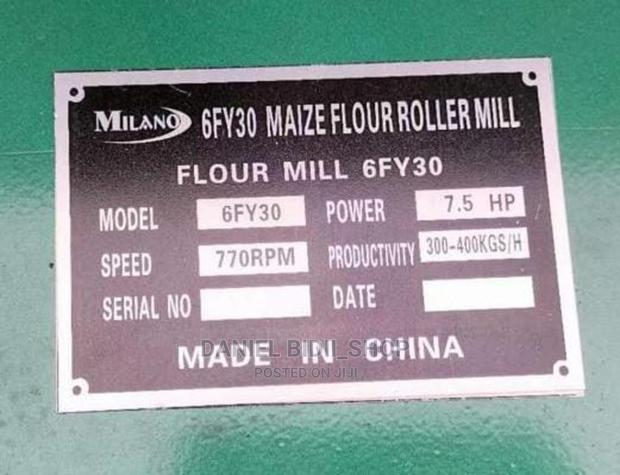 MILANO 6FY30 MAIZE FLOUR ROLLER MILL
FLOUR MILL 6FY30
MODEL 6FY30 POWER 7.5 HP
SPEED 770RPM PRODUCTIVITY 300-400KGS/H
SERIAL NO DATE
DANIEL BIDI_SHOP
MADE IN CHINA
POSTED ON JIJI